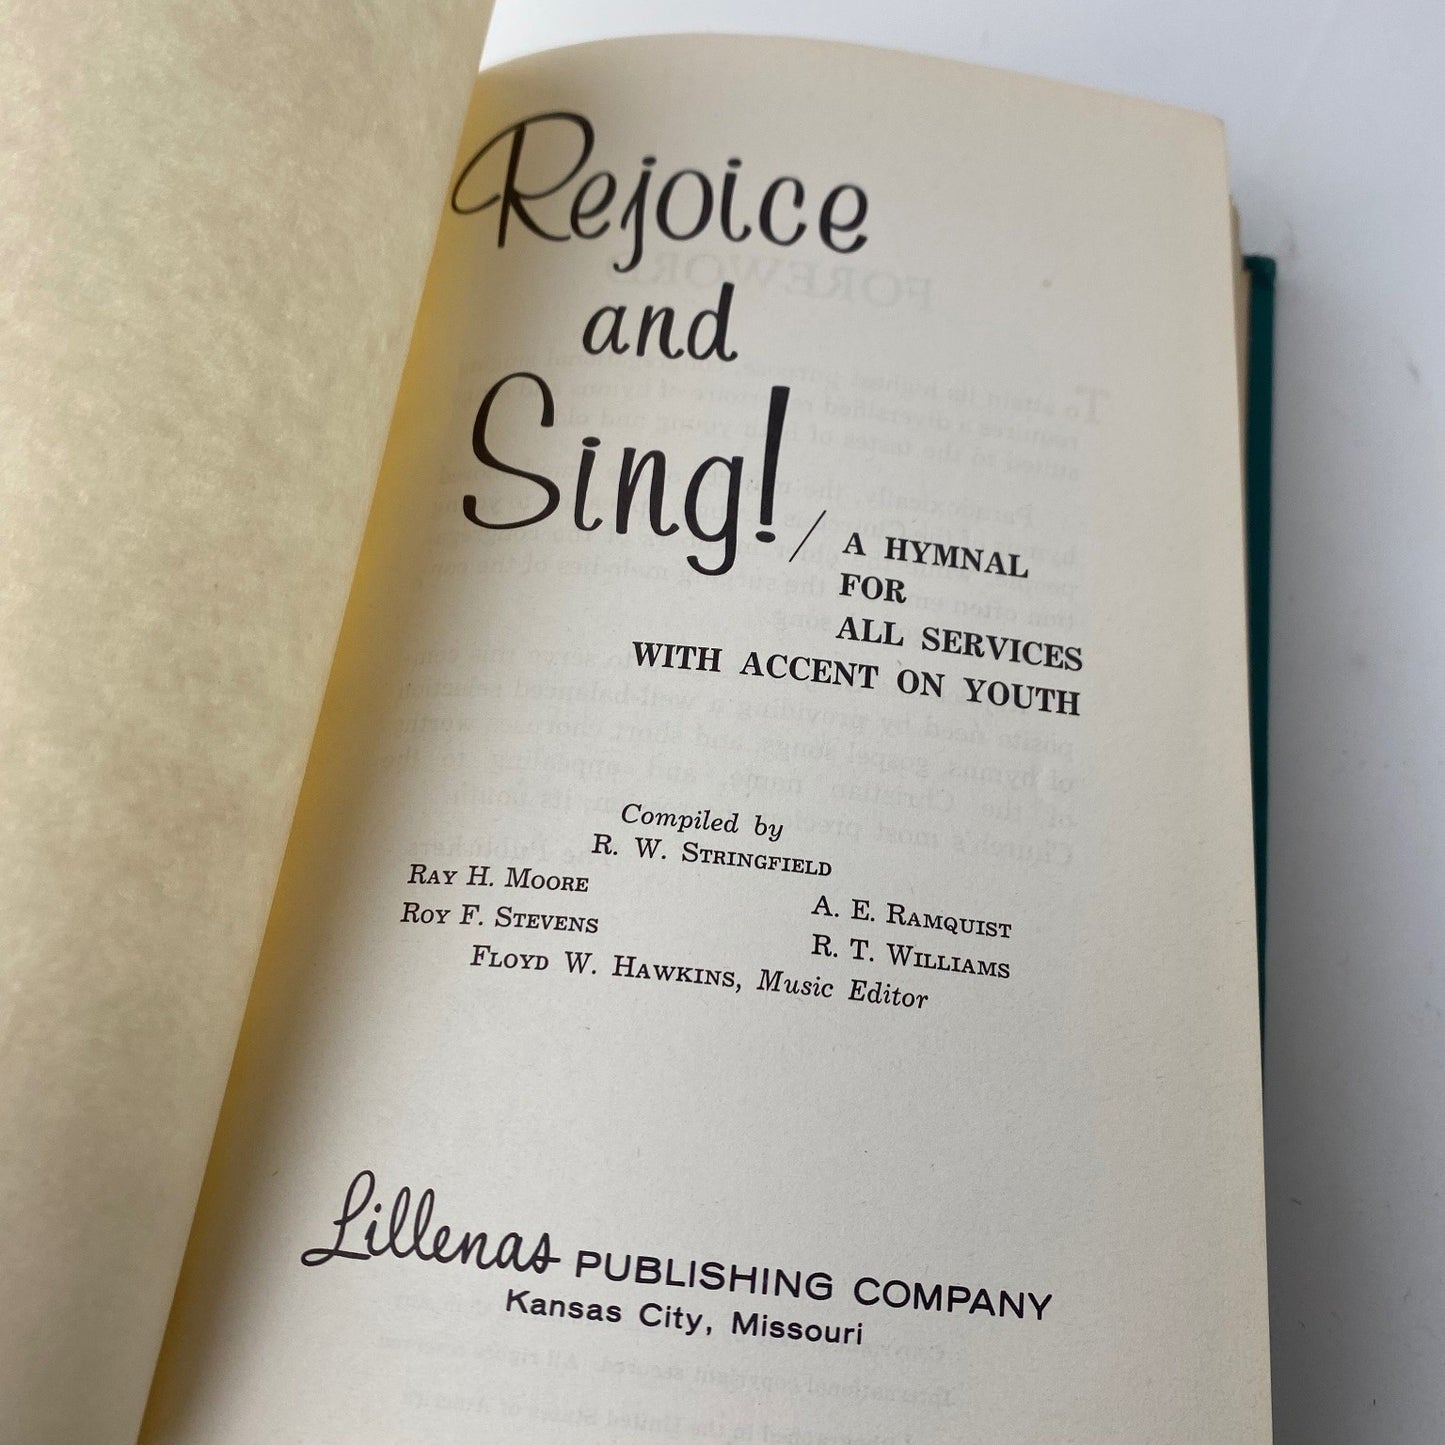 Rejoice
and
Sing! / A HYMNAL
FOR
ALL SERVICES
WITH ACCENT ON YOUTH
Compiled by
R. W. STRINGFIELD
RAY H. MOORE A. E. RAMQUIST
ROY F. STEVENS R. T. WILLIAMS
FLOYD W. HAWKINS, Music Editor
Lillenas PUBLISHING COMPANY
Kansas City, Missouri